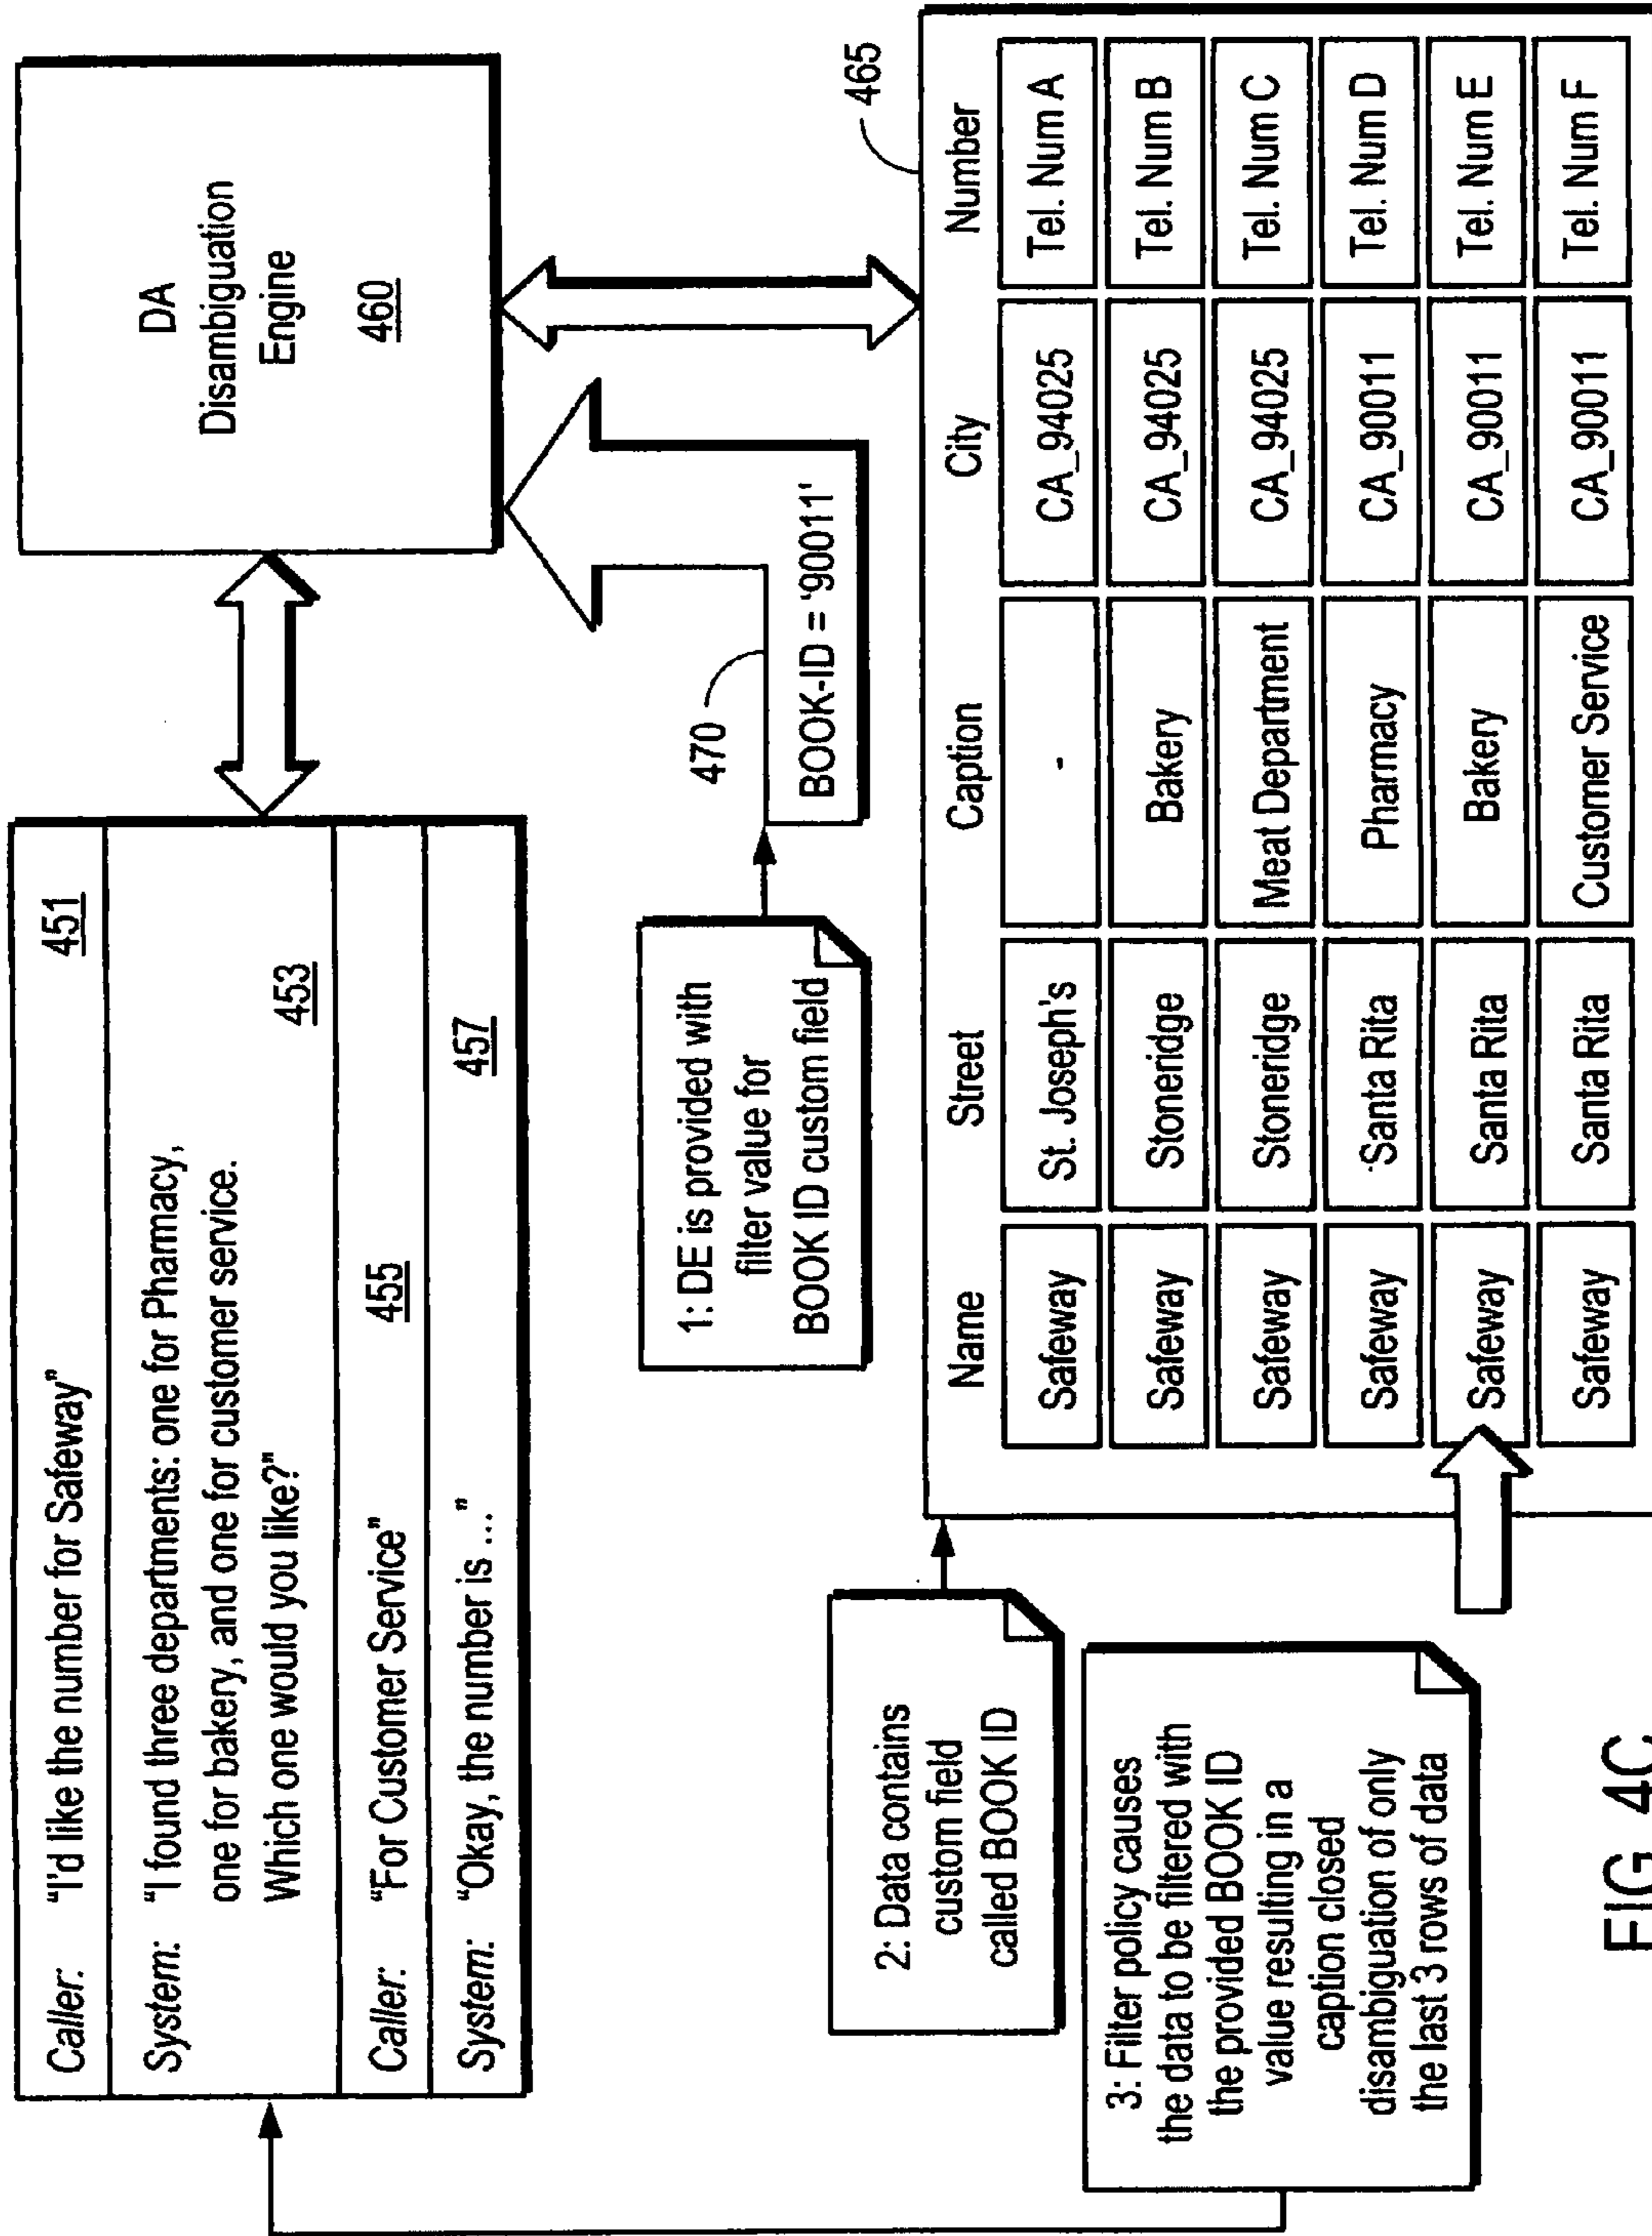 Caller: "I'd like the number for Safeway" 451
System: "I found three departments: one for Pharmacy,
one for bakery, and one for customer service.
Which one would you like?" 453
Caller: "For Customer Service" 455
System: "Okay, the number is ..." 457
DA
Disambiguation
Engine
460
1: DE is provided with
filter value for
BOOK ID custom field
470
BOOK-ID = '90011'
2: Data contains
custom field
called BOOK ID
3: Filter policy causes
the data to be filtered with
the provided BOOK ID
value resulting in a
caption closed
disambiguation of only
the last 3 rows of data
465
Name Street Caption City Number
Safeway St. Joseph's - CA_94025 Tel. Num A
Safeway Stoneridge Bakery CA_94025 Tel. Num B
Safeway Stoneridge Meat Department CA_94025 Tel. Num C
Safeway Santa Rita Pharmacy CA_90011 Tel. Num D
Safeway Santa Rita Bakery CA_90011 Tel. Num E
Safeway Santa Rita Customer Service CA_90011 Tel. Num F
FIG. 4C